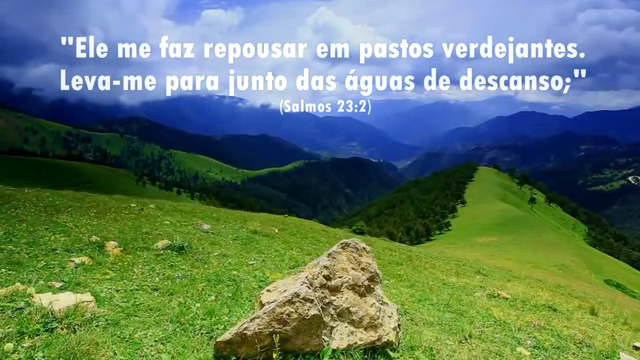 "Ele me faz repousar em pastos verdejantes.
Leva-me para junto das águas de descanso;"
(Salmos 23:2)